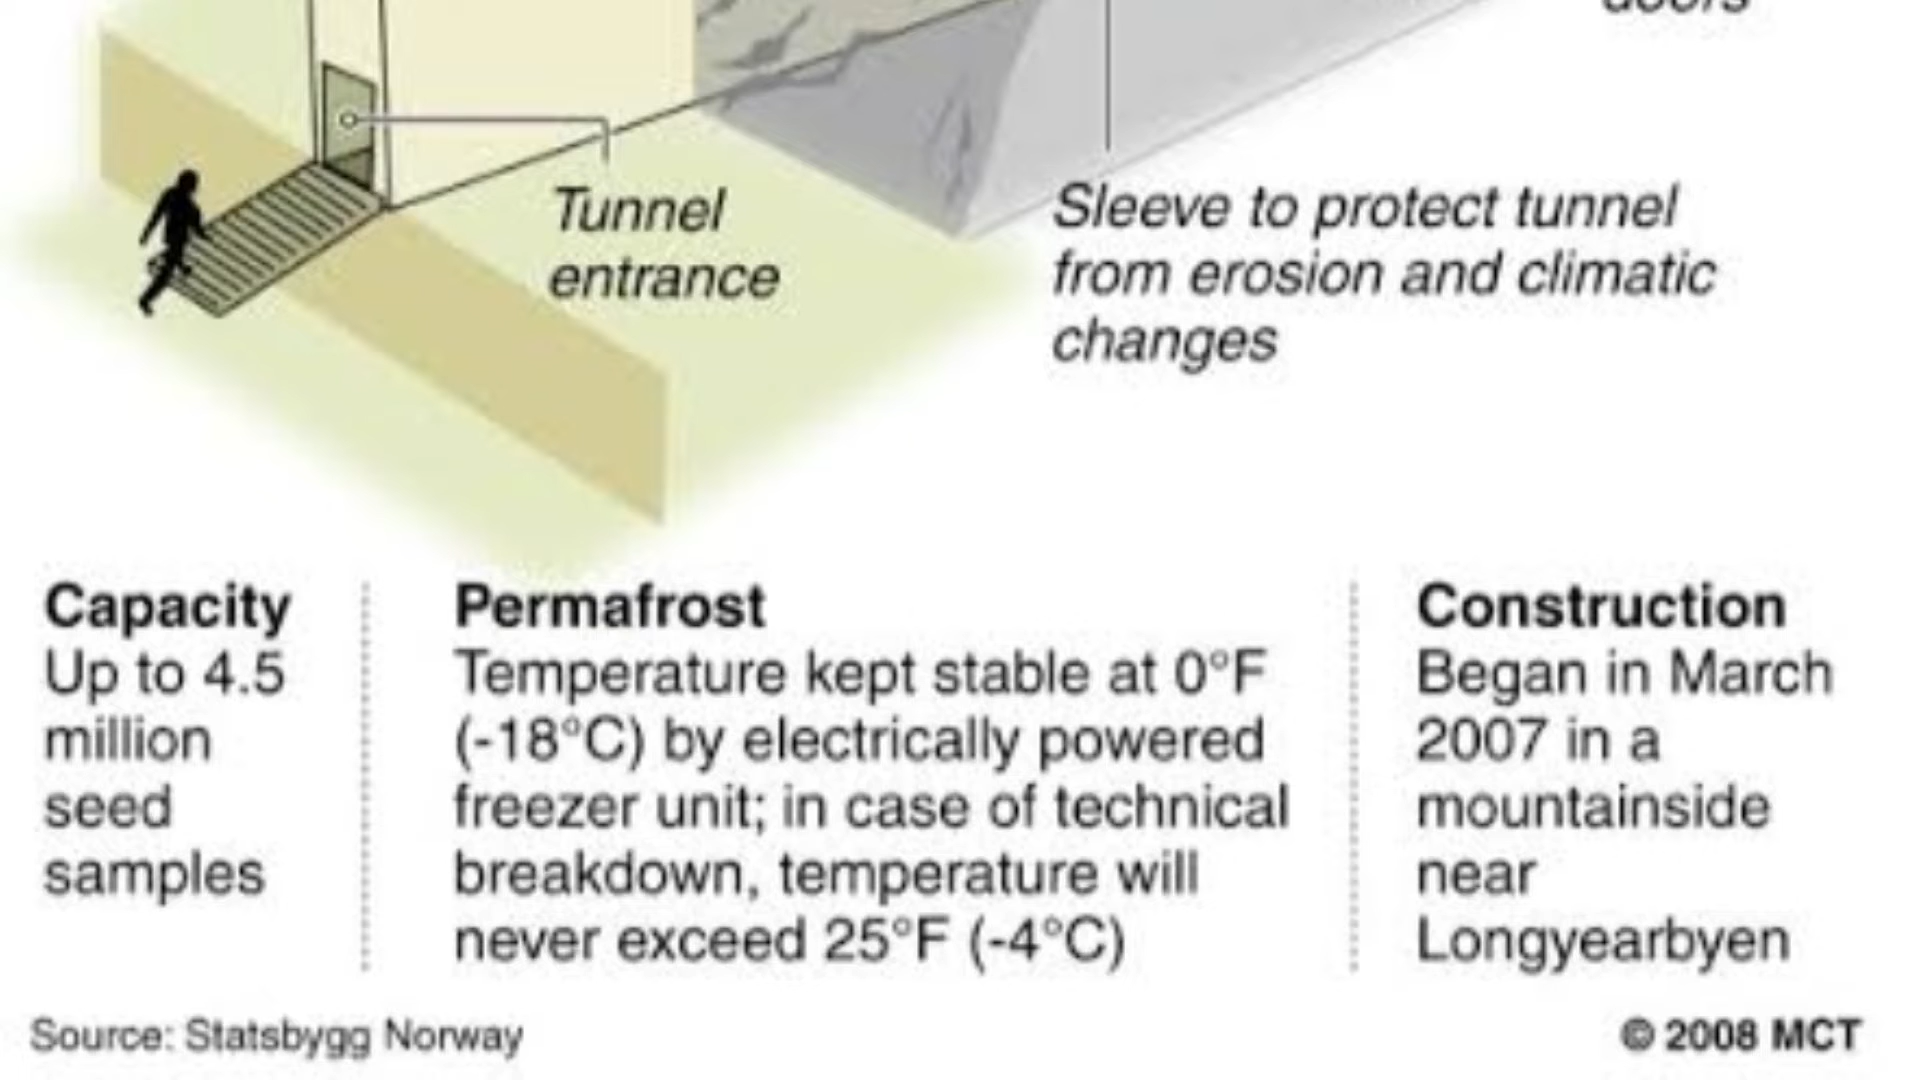 doors
Tunnel
entrance
Sleeve to protect tunnel
from erosion and climatic
changes
Capacity
Up to 4.5
million
seed
samples
Permafrost
Temperature kept stable at 0°F
(-18°C) by electrically powered
freezer unit; in case of technical
breakdown, temperature will
never exceed 25°F (-4°C)
Construction
Began in March
2007 in a
mountainside
near
Longyearbyen
Source: Statsbygg Norway
© 2008 MCT